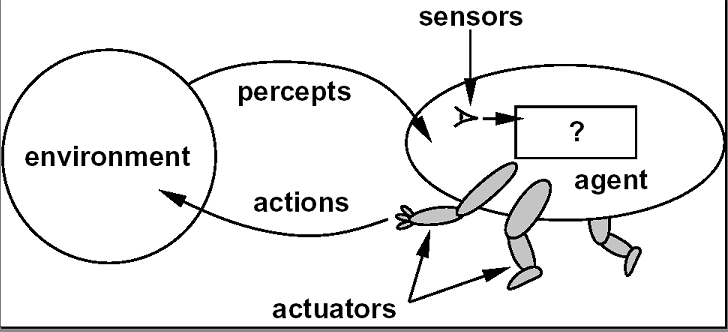 sensors
percepts
environment
?
agent
actions
actuators